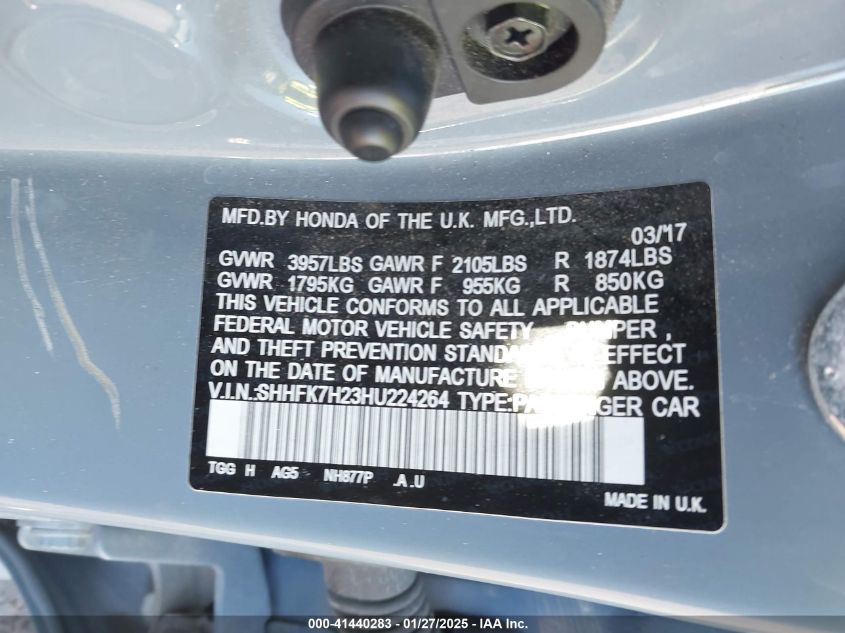 MFD.BY HONDA OF THE U.K. MFG.,LTD.
03/17
GVWR 3957LBS GAWR F 2105LBS R 1874LBS
GVWR 1795KG GAWR F 955KG R 850KG
THIS VEHICLE CONFORMS TO ALL APPLICABLE
FEDERAL MOTOR VEHICLE SAFETY , BUMPER ,
AND THEFT PREVENTION EFFECT
ON THE DATE OF MANUFACTURE ABOVE.
V.I.N.:SHHFK7H23HU224264 TYPE:PASSENGER CAR
TGG H AG5 NH877P .A .U
MADE IN U.K.
000-41440283 - 01/27/2025 - IAA Inc.